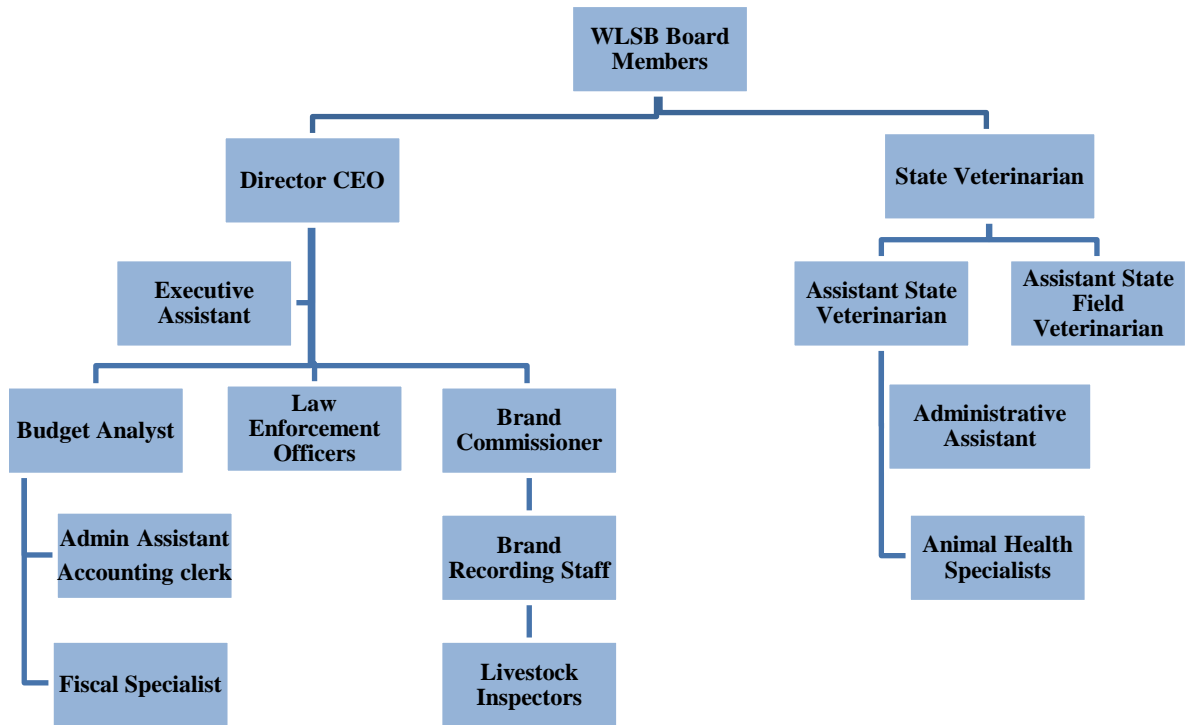 WLSB Board
Members
Director CEO
State Veterinarian
Executive
Assistant
Assistant State
Veterinarian
Assistant State
Field
Veterinarian
Budget Analyst
Law
Enforcement
Officers
Brand
Commissioner
Administrative
Assistant
Admin Assistant
Accounting clerk
Brand
Recording Staff
Animal Health
Specialists
Fiscal Specialist
Livestock
Inspectors